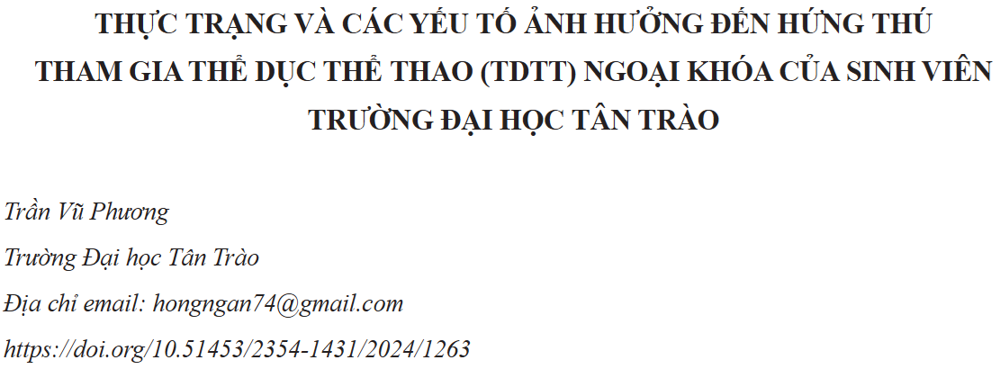 THỰC TRẠNG VÀ CÁC YẾU TỐ ẢNH HƯỞNG ĐẾN HỨNG THÚ
THAM GIA THỂ DỤC THỂ THAO (TDTT) NGOẠI KHÓA CỦA SINH VIÊN
TRƯỜNG ĐẠI HỌC TÂN TRÀO
Trần Vũ Phương
Trường Đại học Tân Trào
Địa chỉ email: hongngan74@gmail.com
https://doi.org/10.51453/2354-1431/2024/1263